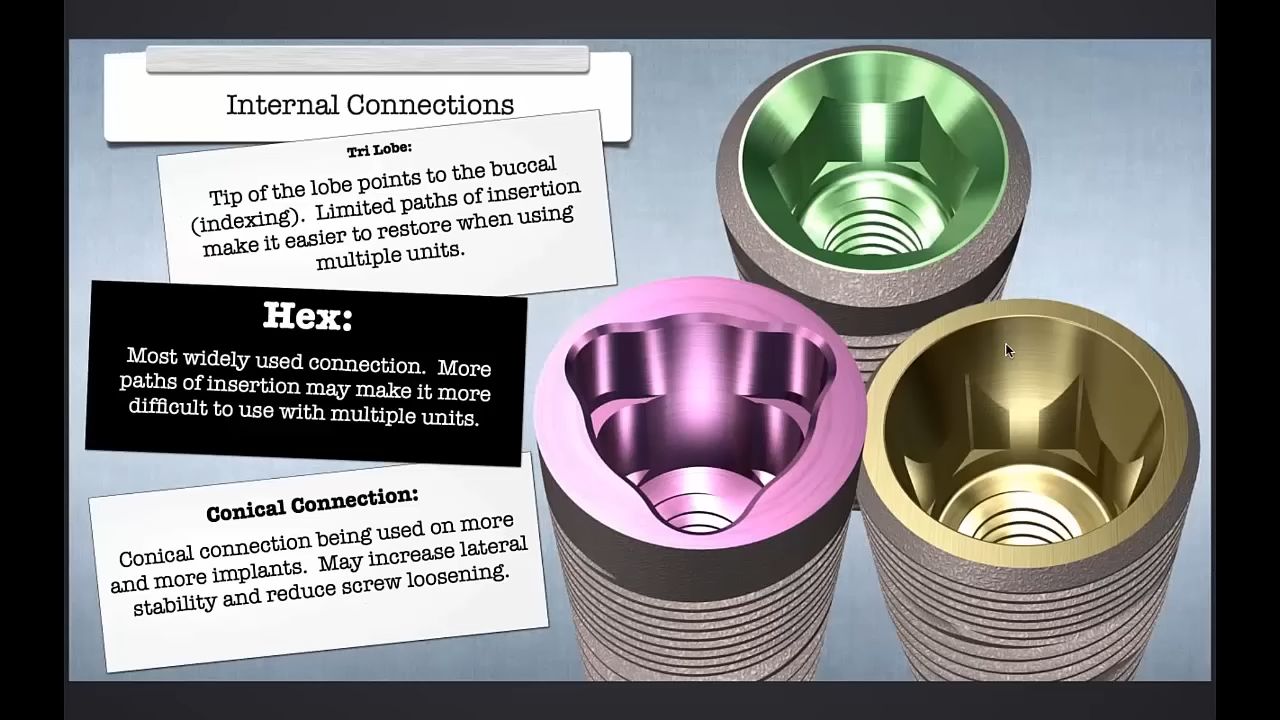 Internal Connections
Tri Lobe:
Tip of the lobe points to the buccal
(indexing).  Limited paths of insertion
make it easier to restore when using
multiple units.
Hex:
Most widely used connection.  More
paths of insertion may make it more
difficult to use with multiple units.
Conical Connection:
Conical connection being used on more
and more implants.  May increase lateral
stability and reduce screw loosening.